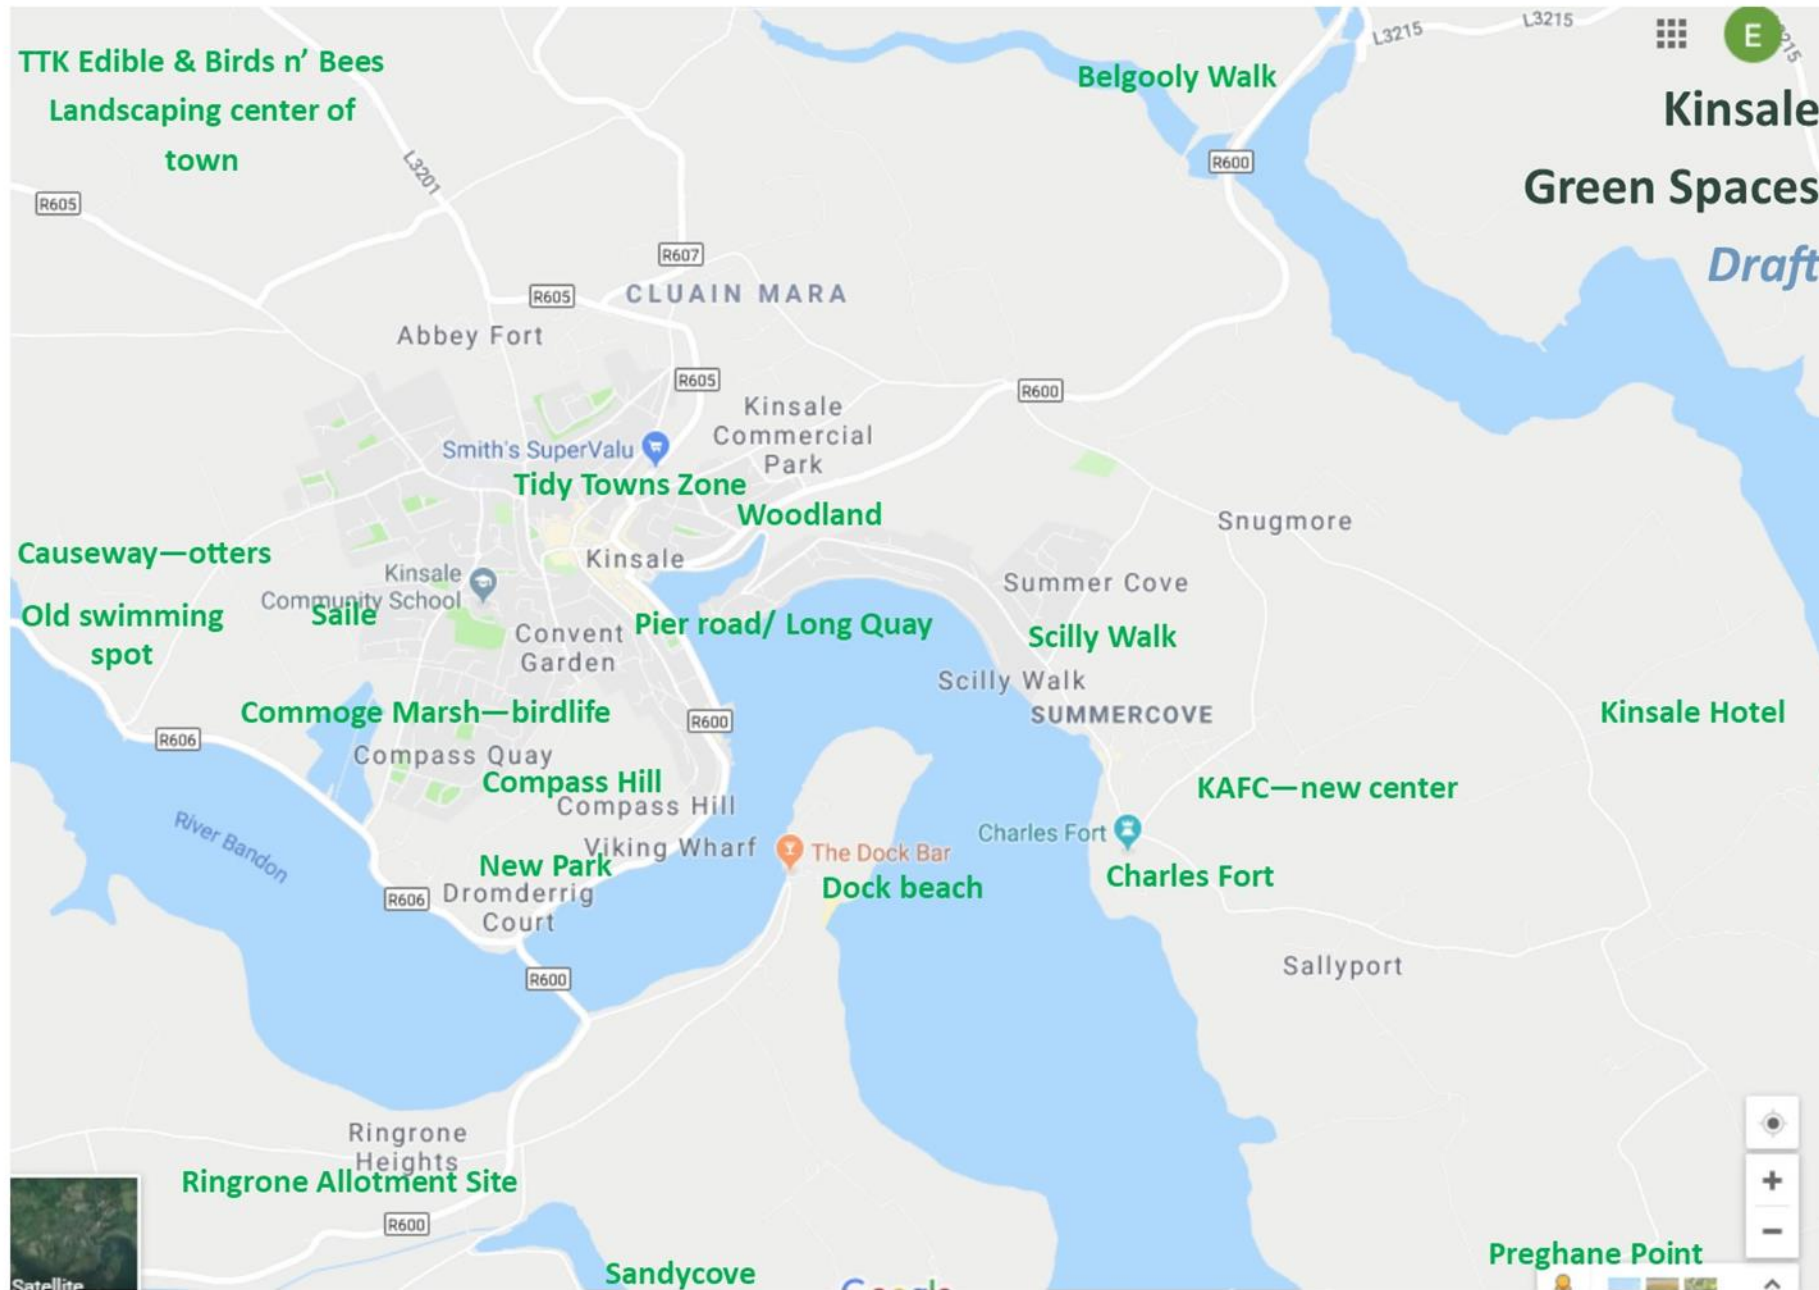 L3215
L3215
215
E
TTK Edible & Birds n' Bees
Landscaping center of
town
Belgooly Walk
Kinsale
Green Spaces
Draft
L3201
R600
R605
R607
R605
CLUAIN MARA
Abbey Fort
R605
R600
Kinsale
Commercial
Park
Smith's SuperValu
Tidy Towns Zone
Woodland
Snugmore
Causeway—otters
Kinsale
Kinsale
Community School
Summer Cove
Old swimming
spot
Saile
Convent
Garden
Pier road/ Long Quay
Scilly Walk
Scilly Walk
SUMMERCOVE
Commoge Marsh—birdlife
R600
Kinsale Hotel
R606
Compass Quay
Compass Hill
Compass Hill
KAFC—new center
River Bandon
Viking Wharf
The Dock Bar
Charles Fort
New Park
Dock beach
Charles Fort
R606
Dromderrig
Court
R600
Sallyport
Ringrone
Heights
Ringrone Allotment Site
R600
Sandycove
Preghane Point
Satellite
Google